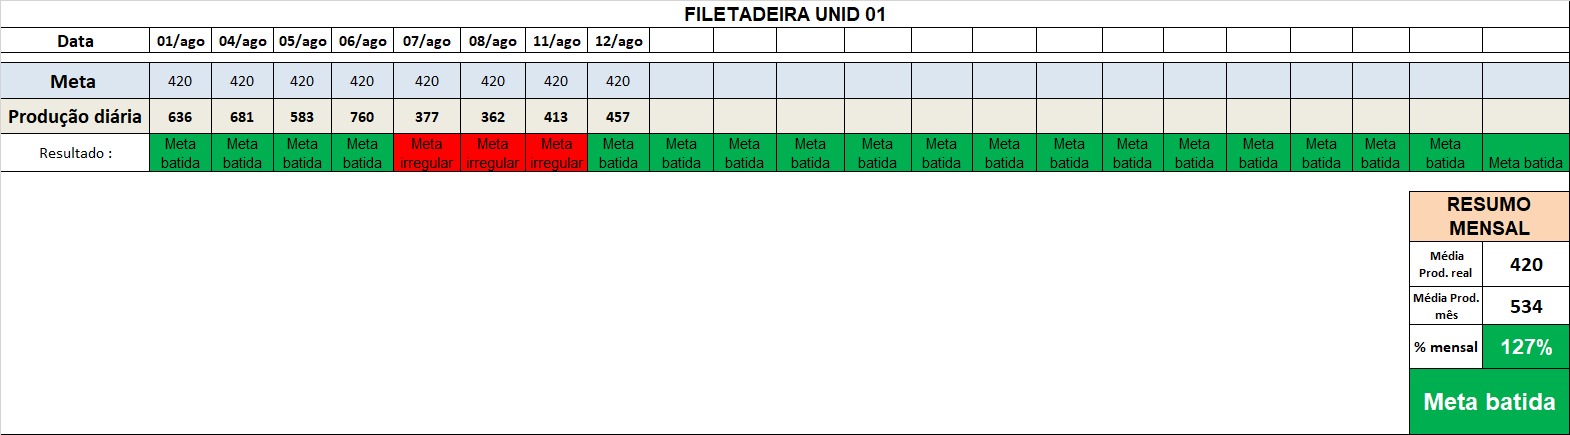 FILETADEIRA UNID 01
Data 01/ago 04/ago 05/ago 06/ago 07/ago 08/ago 11/ago 12/ago
Meta 420 420 420 420 420 420 420 420
Produção diária 636 681 583 760 377 362 413 457
Resultado : Meta batida Meta batida Meta batida Meta batida Meta irregular Meta irregular Meta irregular Meta batida Meta batida Meta batida Meta batida Meta batida Meta batida Meta batida Meta batida Meta batida Meta batida Meta batida Meta batida Meta batida Meta batida Meta batida
RESUMO
MENSAL
Média
Prod. real 420
Média Prod.
mês 534
% mensal 127%
Meta batida